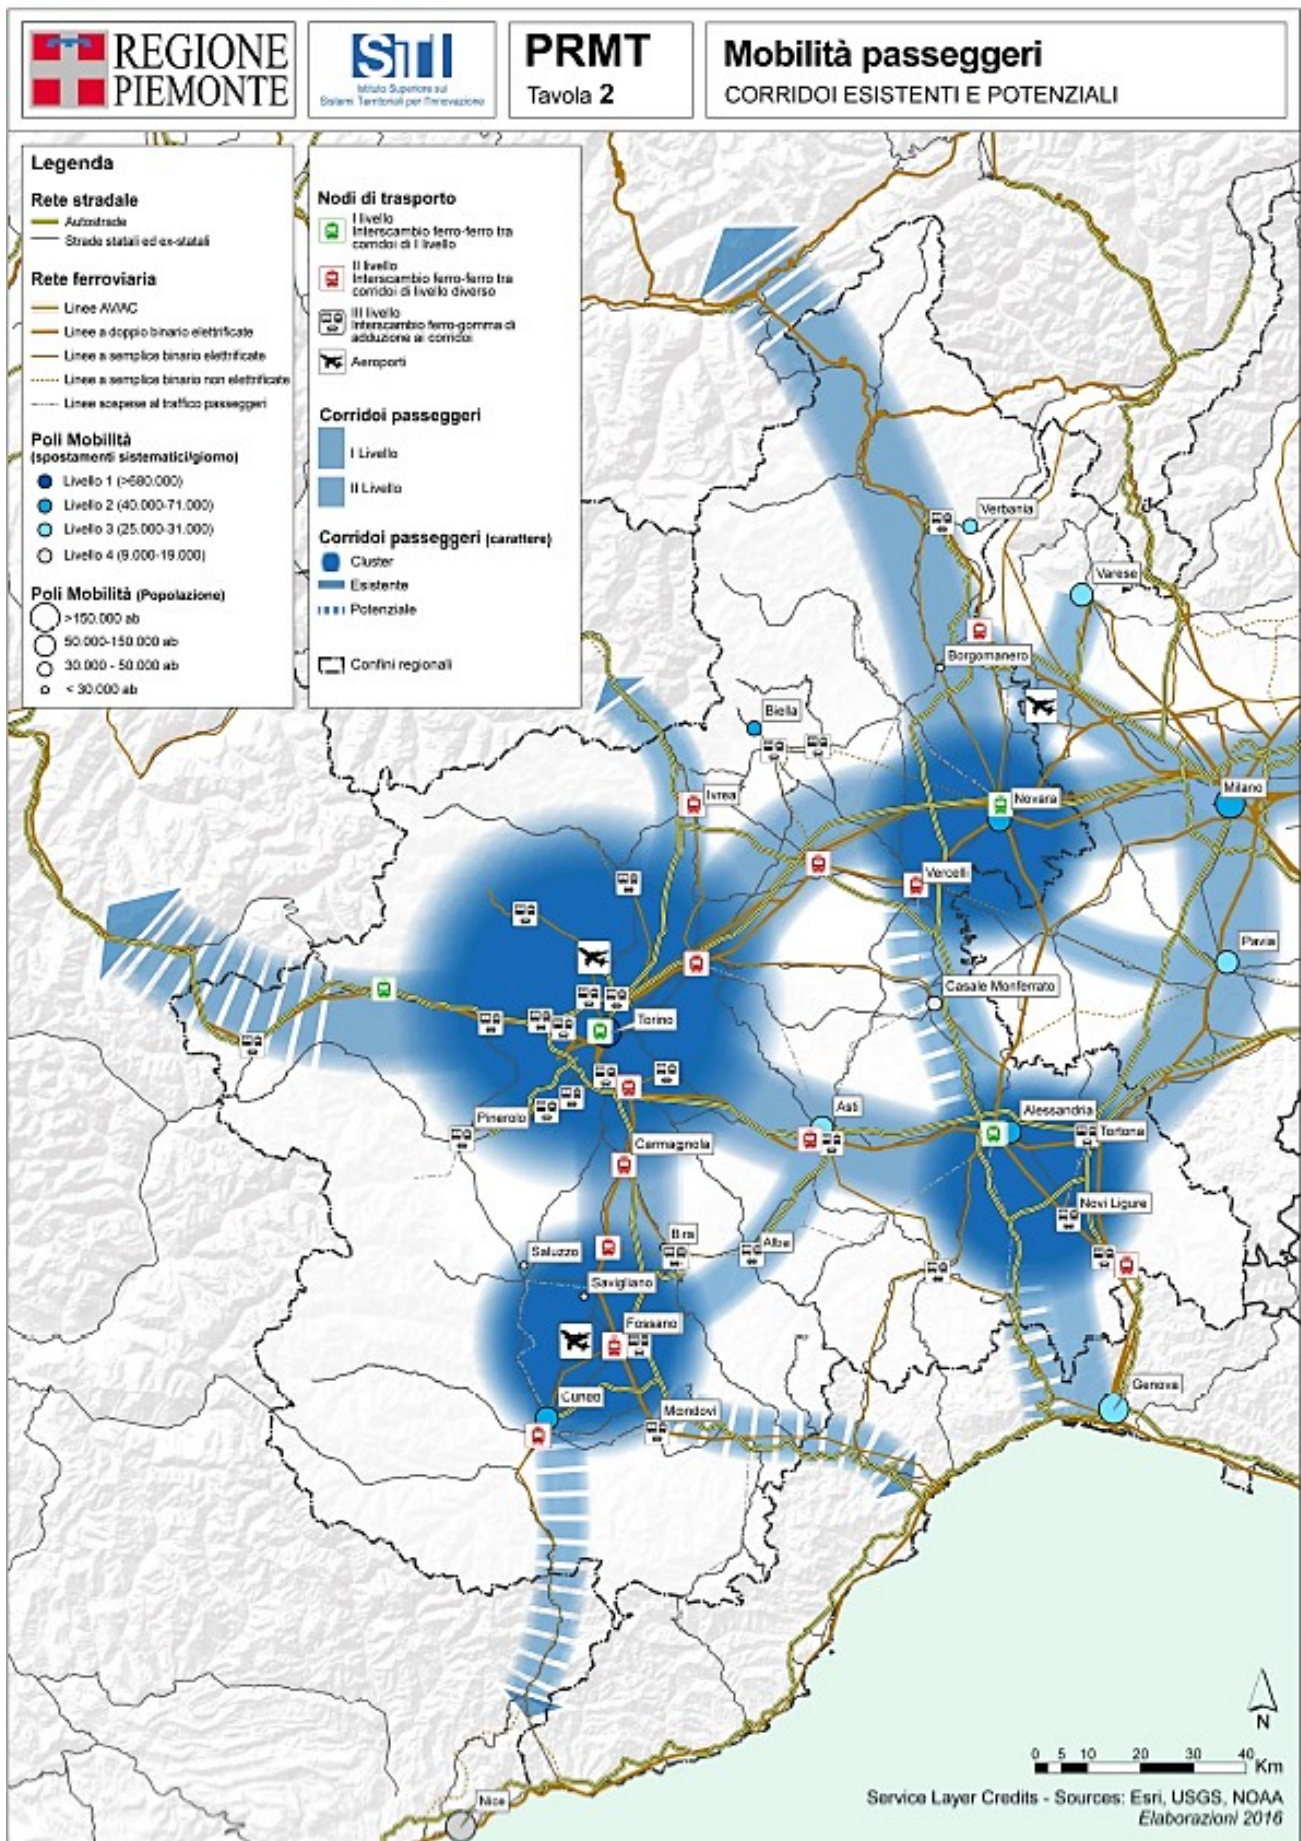 REGIONE
PIEMONTE
STI
Istituto Superiore sui
Sistemi Territoriali per l'Innovazione
PRMT
Tavola 2
Mobilità passeggeri
CORRIDOI ESISTENTI E POTENZIALI
Legenda
Rete stradale
Autostrade
Strade statali ed ex-statali
Rete ferroviaria
Linee AV/AC
Linee a doppio binario elettrificate
Linee a semplice binario elettrificate
Linee a semplice binario non elettrificate
Linee sospese al traffico passeggeri
Poli Mobilità
(spostamenti sistematici/giorno)
Livello 1 (>680.000)
Livello 2 (40.000-71.000)
Livello 3 (25.000-31.000)
Livello 4 (9.000-19.000)
Poli Mobilità (Popolazione)
>150.000 ab
50.000-150.000 ab
30.000 - 50.000 ab
< 30.000 ab
Nodi di trasporto
I livello
Interscambio ferro-ferro tra
corridoi di I livello
II livello
Interscambio ferro-ferro tra
corridoi di livello diverso
III livello
Interscambio ferro-gomma di
adduzione ai corridoi
Aeroporti
Corridoi passeggeri
I Livello
II Livello
Corridoi passeggeri (carattere)
Cluster
Esistente
Potenziale
Confini regionali
Verbania
Varese
Borgomanero
Biella
Ivrea
Novara
Milano
Vercelli
Pavia
Casale Monferrato
Torino
Asti
Alessandria
Pinerolo
Tortona
Carmagnola
Novi Ligure
Bra
Alba
Saluzzo
Savigliano
Fossano
Genova
Cuneo
Mondovì
Nice
N
0 5 10 20 30 40 Km
Service Layer Credits - Sources: Esri, USGS, NOAA
Elaborazioni 2016